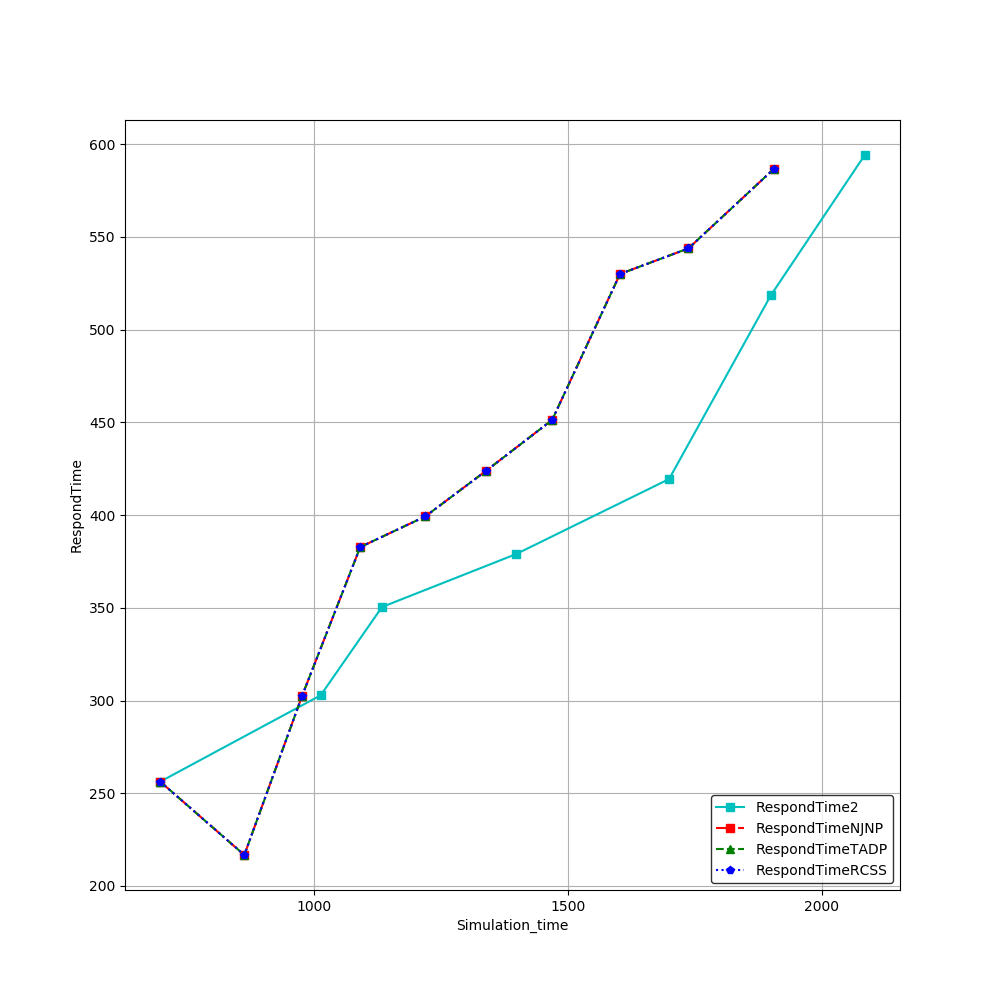 600
550
500
450
400
350
300
250
200
RespondTime
1000
1500
2000
Simulation_time
RespondTime2
RespondTimeNJNP
RespondTimeTADP
RespondTimeRCSS